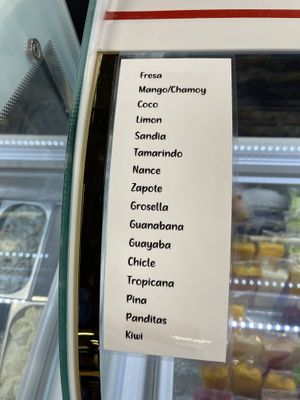 Fresa
Mango/Chamoy
Coco
Limon
Sandia
Tamarindo
Nance
Zapote
Grosella
Guanabana
Guayaba
Chicle
Tropicana
Pina
Panditas
Kiwi